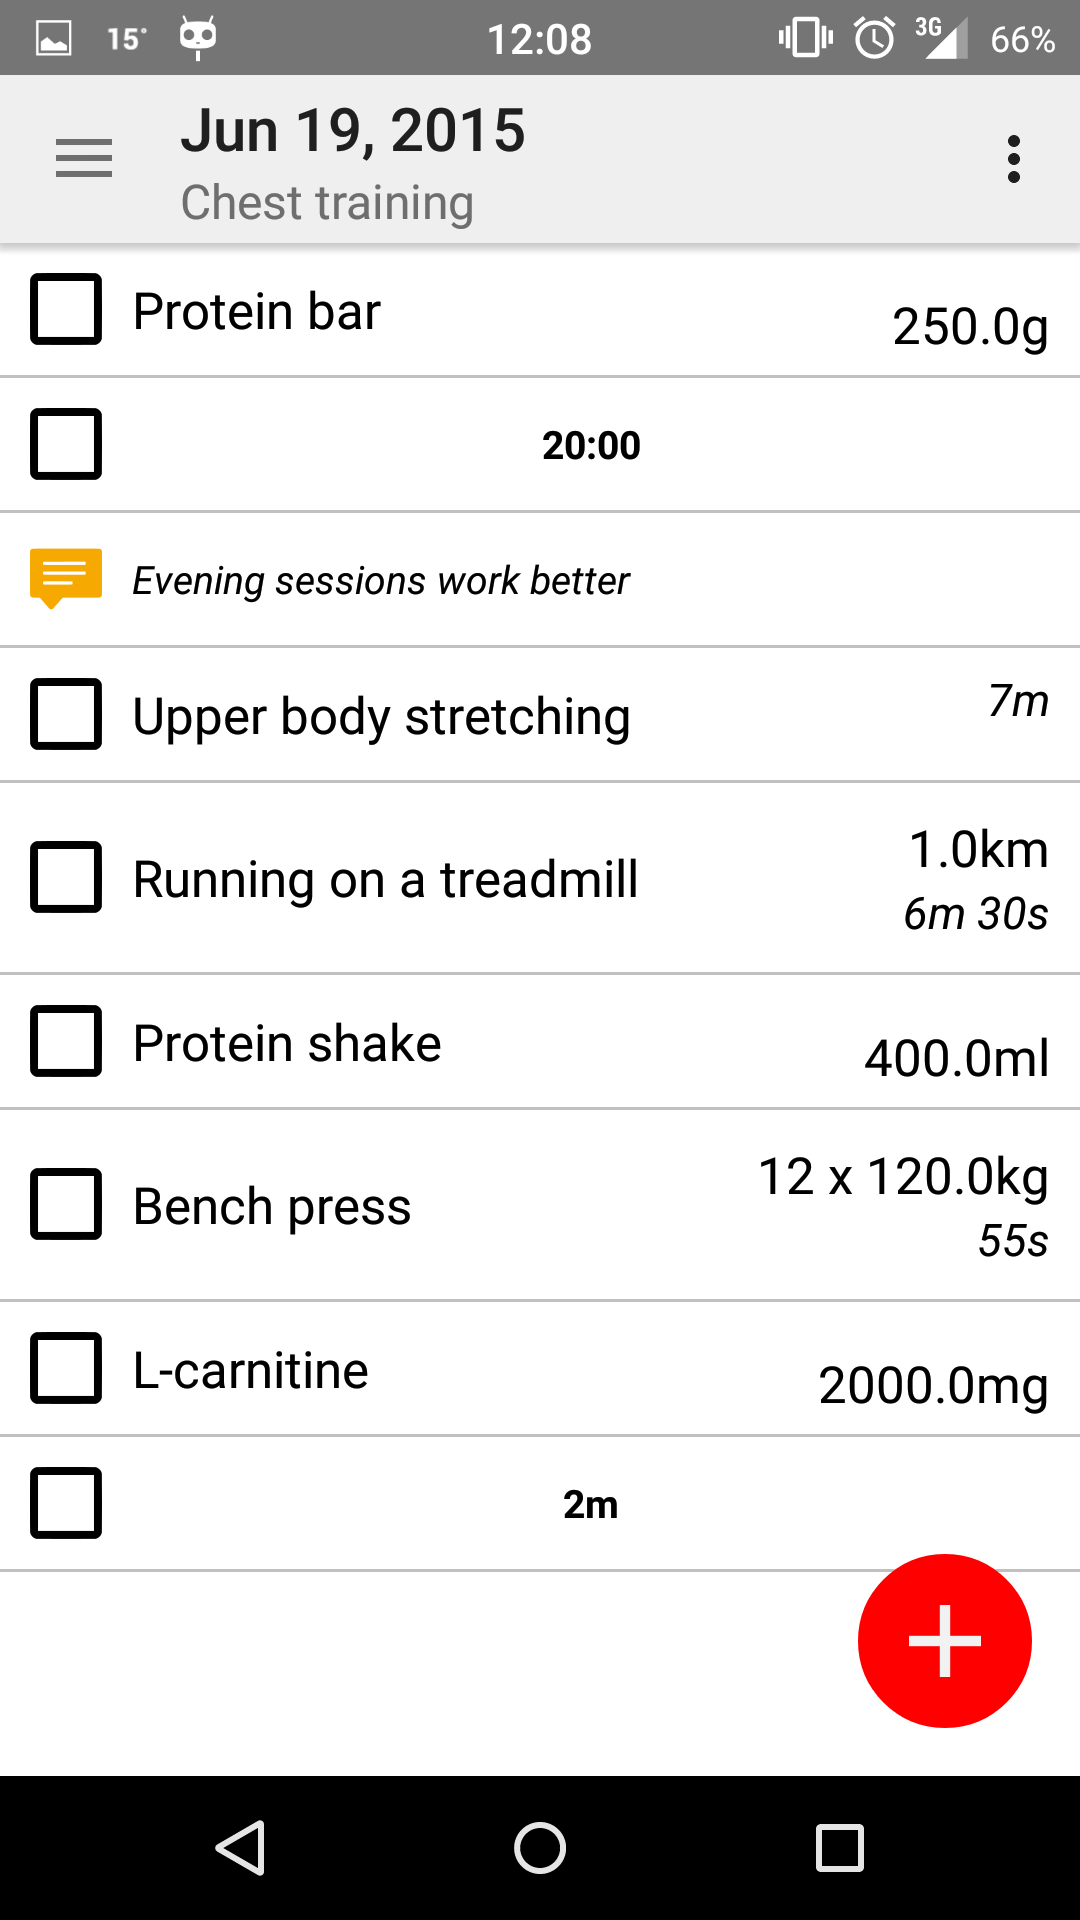 15° 12:08 3G 66%
Jun 19, 2015
Chest training
Protein bar 250.0g
20:00
Evening sessions work better
Upper body stretching 7m
Running on a treadmill 1.0km
6m 30s
Protein shake 400.0ml
Bench press 12 x 120.0kg
55s
L-carnitine 2000.0mg
2m